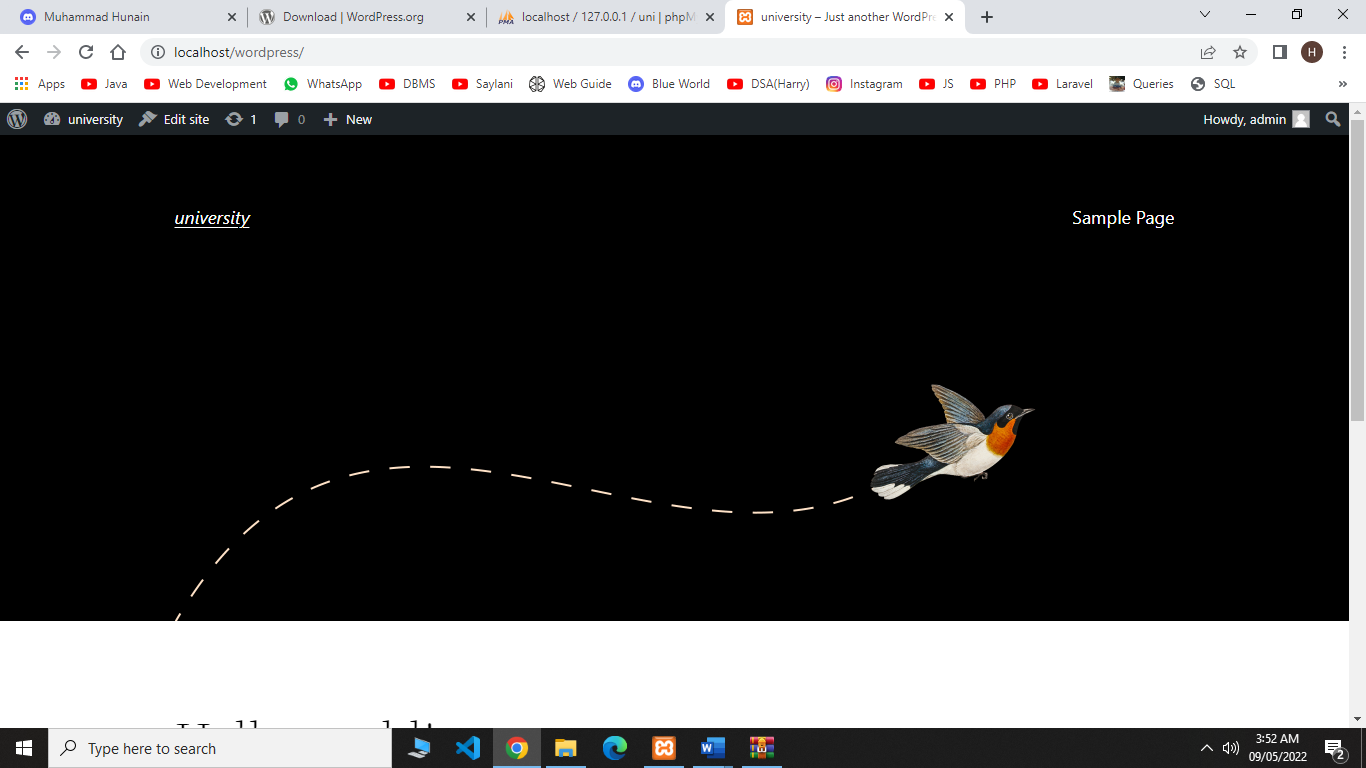 Muhammad Hunain
Download | WordPress.org
localhost / 127.0.0.1 / uni | phpM
university – Just another WordPre
localhost/wordpress/
H
Apps
Java
Web Development
WhatsApp
DBMS
Saylani
Web Guide
Blue World
DSA(Harry)
Instagram
JS
PHP
Laravel
Queries
SQL
»
university
Edit site
1
0
New
Howdy, admin
university
Sample Page
Type here to search
3:52 AM
09/05/2022
2